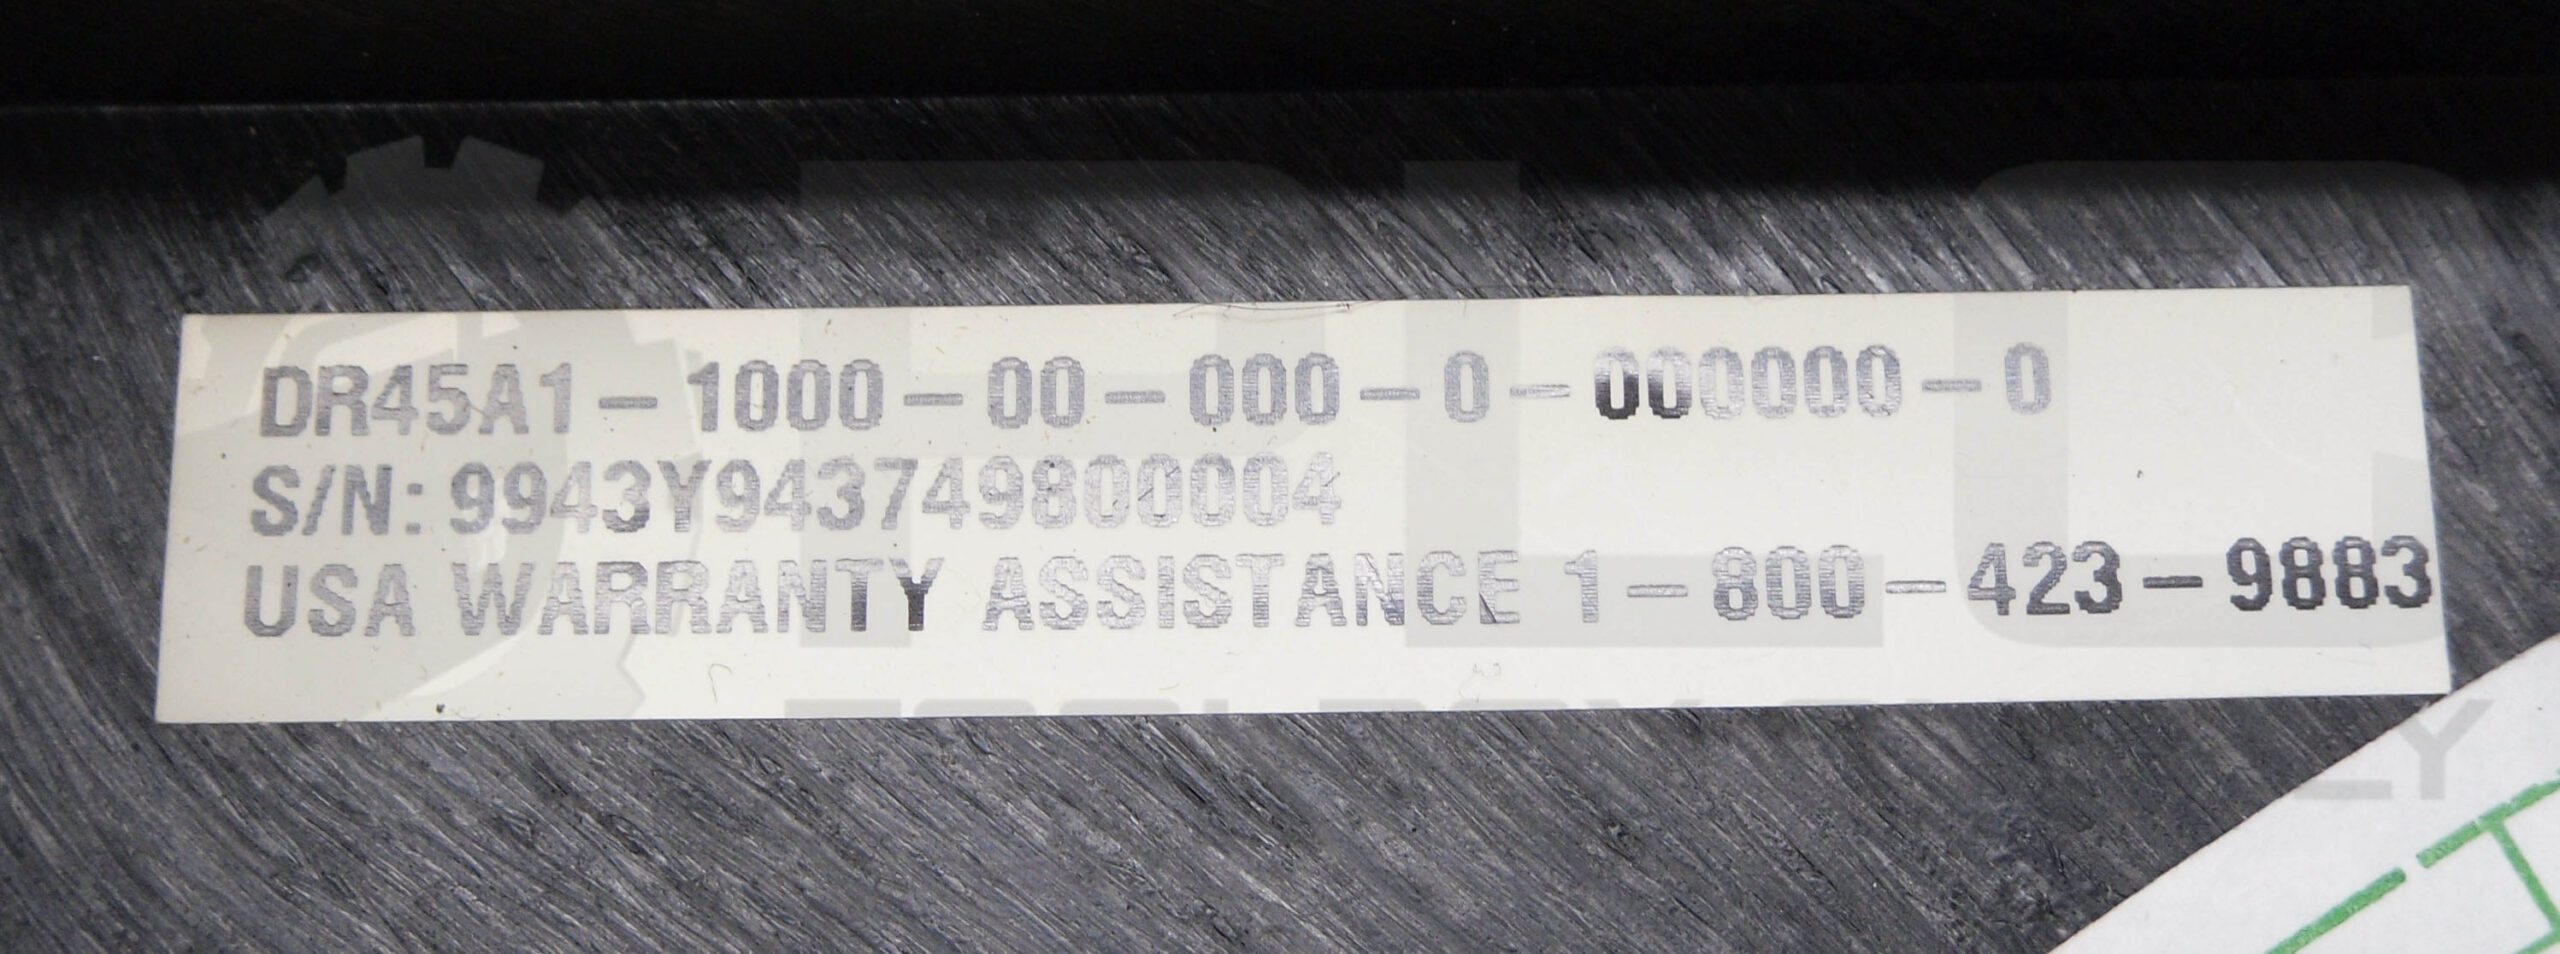 DR45A1-1000-00-000-0-000000-0
S/N: 9943Y943749800004
USA WARRANTY ASSISTANCE 1-800-423-9883